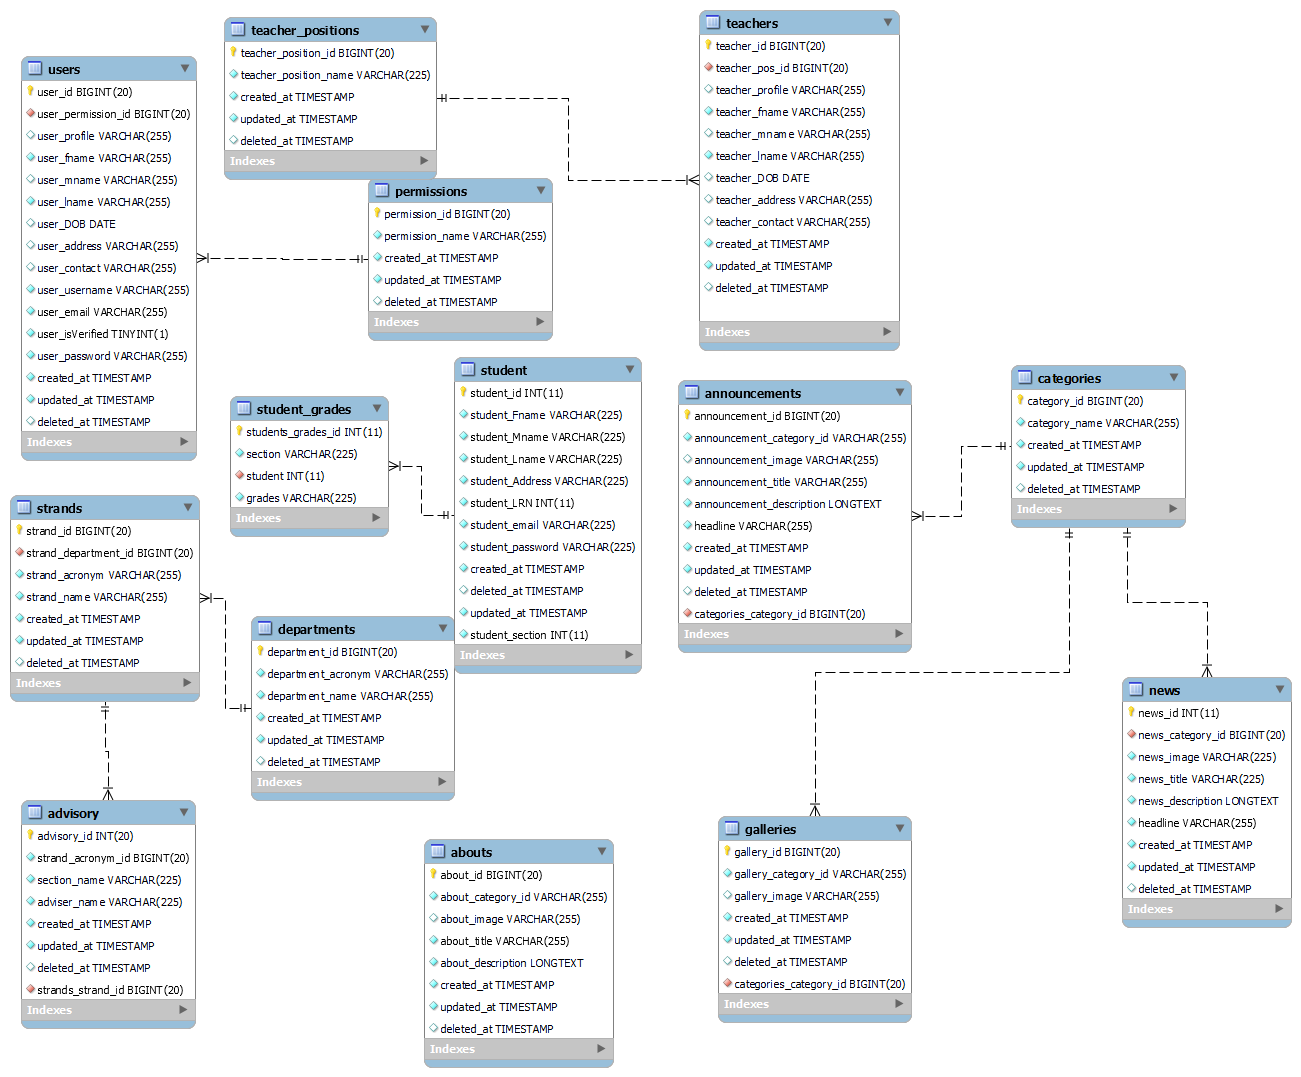 teacher_positions
teacher_position_id BIGINT(20)
teacher_position_name VARCHAR(225)
created_at TIMESTAMP
updated_at TIMESTAMP
deleted_at TIMESTAMP
Indexes
teachers
teacher_id BIGINT(20)
teacher_pos_id BIGINT(20)
teacher_profile VARCHAR(255)
teacher_fname VARCHAR(255)
teacher_mname VARCHAR(255)
teacher_lname VARCHAR(255)
teacher_DOB DATE
teacher_address VARCHAR(255)
teacher_contact VARCHAR(255)
created_at TIMESTAMP
updated_at TIMESTAMP
deleted_at TIMESTAMP
Indexes
users
user_id BIGINT(20)
user_permission_id BIGINT(20)
user_profile VARCHAR(255)
user_fname VARCHAR(255)
user_mname VARCHAR(255)
user_lname VARCHAR(255)
user_DOB DATE
user_address VARCHAR(255)
user_contact VARCHAR(255)
user_username VARCHAR(255)
user_email VARCHAR(255)
user_isVerified TINYINT(1)
user_password VARCHAR(255)
created_at TIMESTAMP
updated_at TIMESTAMP
deleted_at TIMESTAMP
Indexes
permissions
permission_id BIGINT(20)
permission_name VARCHAR(255)
created_at TIMESTAMP
updated_at TIMESTAMP
deleted_at TIMESTAMP
Indexes
student
student_id INT(11)
student_Fname VARCHAR(225)
student_Mname VARCHAR(225)
student_Lname VARCHAR(225)
student_Address VARCHAR(225)
student_LRN INT(11)
student_email VARCHAR(225)
student_password VARCHAR(225)
created_at TIMESTAMP
deleted_at TIMESTAMP
updated_at TIMESTAMP
student_section INT(11)
Indexes
student_grades
students_grades_id INT(11)
section VARCHAR(225)
student INT(11)
grades VARCHAR(225)
Indexes
announcements
announcement_id BIGINT(20)
announcement_category_id VARCHAR(255)
announcement_image VARCHAR(255)
announcement_title VARCHAR(255)
announcement_description LONGTEXT
headline VARCHAR(255)
created_at TIMESTAMP
updated_at TIMESTAMP
deleted_at TIMESTAMP
categories_category_id BIGINT(20)
Indexes
categories
category_id BIGINT(20)
category_name VARCHAR(255)
created_at TIMESTAMP
updated_at TIMESTAMP
deleted_at TIMESTAMP
Indexes
strands
strand_id BIGINT(20)
strand_department_id BIGINT(20)
strand_acronym VARCHAR(255)
strand_name VARCHAR(255)
created_at TIMESTAMP
updated_at TIMESTAMP
deleted_at TIMESTAMP
Indexes
departments
department_id BIGINT(20)
department_acronym VARCHAR(255)
department_name VARCHAR(255)
created_at TIMESTAMP
updated_at TIMESTAMP
deleted_at TIMESTAMP
Indexes
news
news_id INT(11)
news_category_id BIGINT(20)
news_image VARCHAR(225)
news_title VARCHAR(225)
news_description LONGTEXT
headline VARCHAR(255)
created_at TIMESTAMP
updated_at TIMESTAMP
deleted_at TIMESTAMP
Indexes
advisory
advisory_id INT(20)
strand_acronym_id BIGINT(20)
section_name VARCHAR(225)
adviser_name VARCHAR(225)
created_at TIMESTAMP
updated_at TIMESTAMP
deleted_at TIMESTAMP
strands_strand_id BIGINT(20)
Indexes
abouts
about_id BIGINT(20)
about_category_id VARCHAR(255)
about_image VARCHAR(255)
about_title VARCHAR(255)
about_description LONGTEXT
created_at TIMESTAMP
updated_at TIMESTAMP
deleted_at TIMESTAMP
Indexes
galleries
gallery_id BIGINT(20)
gallery_category_id VARCHAR(255)
gallery_image VARCHAR(255)
created_at TIMESTAMP
updated_at TIMESTAMP
deleted_at TIMESTAMP
categories_category_id BIGINT(20)
Indexes